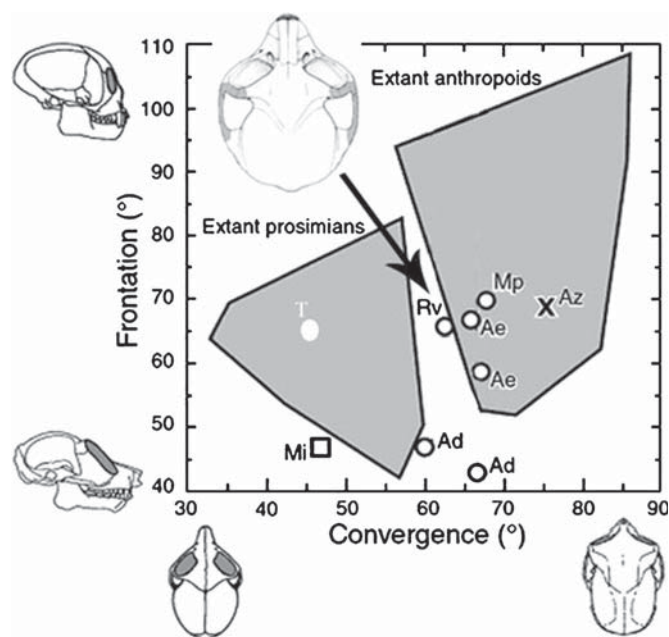 110
Extant anthropoids
100
90
Extant prosimians
80
Frontation (°)
70
T
Rv
Mp
Az
Ae
60
Ae
50
Mi
Ad
Ad
40
30 40 50 60 70 80 90
Convergence (°)